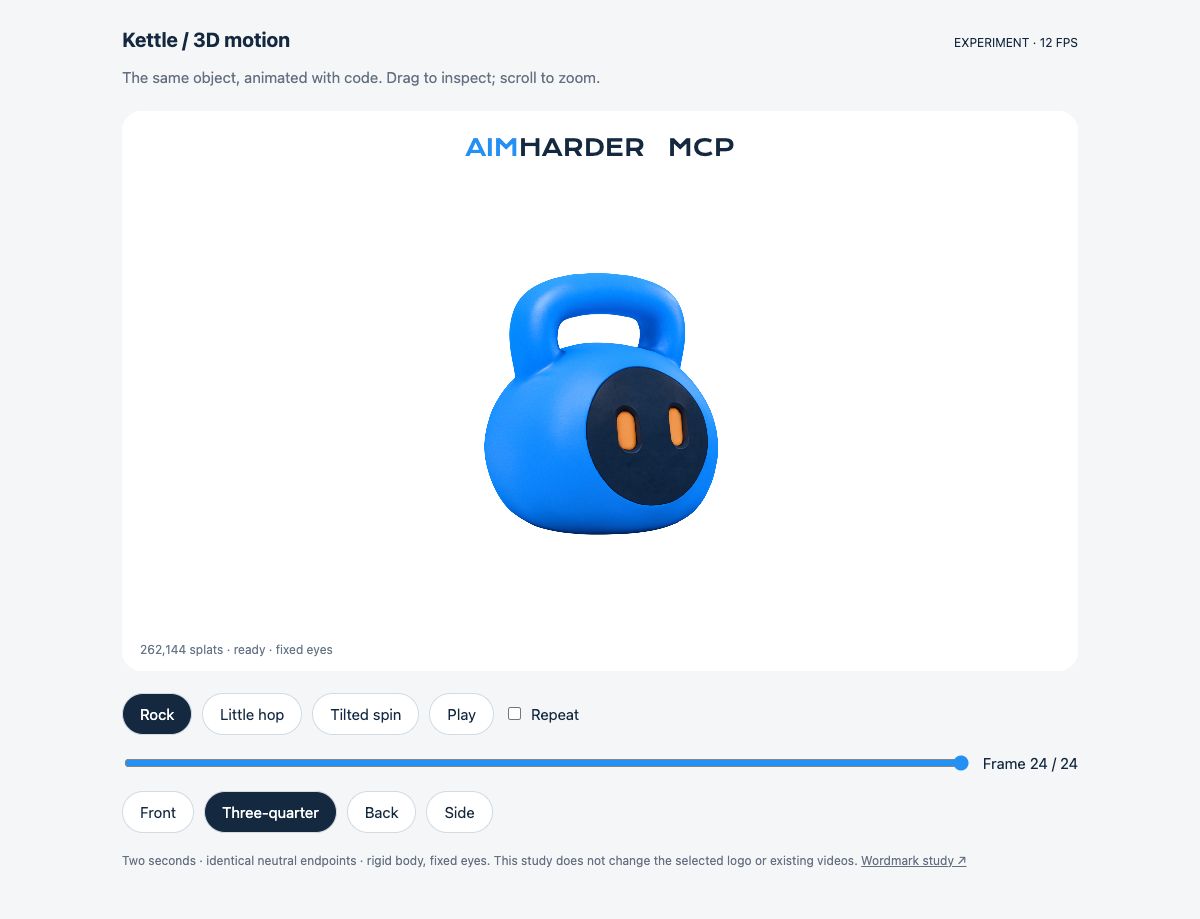 Kettle / 3D motion
EXPERIMENT · 12 FPS
The same object, animated with code. Drag to inspect; scroll to zoom.
AIMHARDER MCP
262,144 splats · ready · fixed eyes
Rock Little hop Tilted spin Play Repeat
Frame 24 / 24
Front Three-quarter Back Side
Two seconds · identical neutral endpoints · rigid body, fixed eyes. This study does not change the selected logo or existing videos. Wordmark study ↗